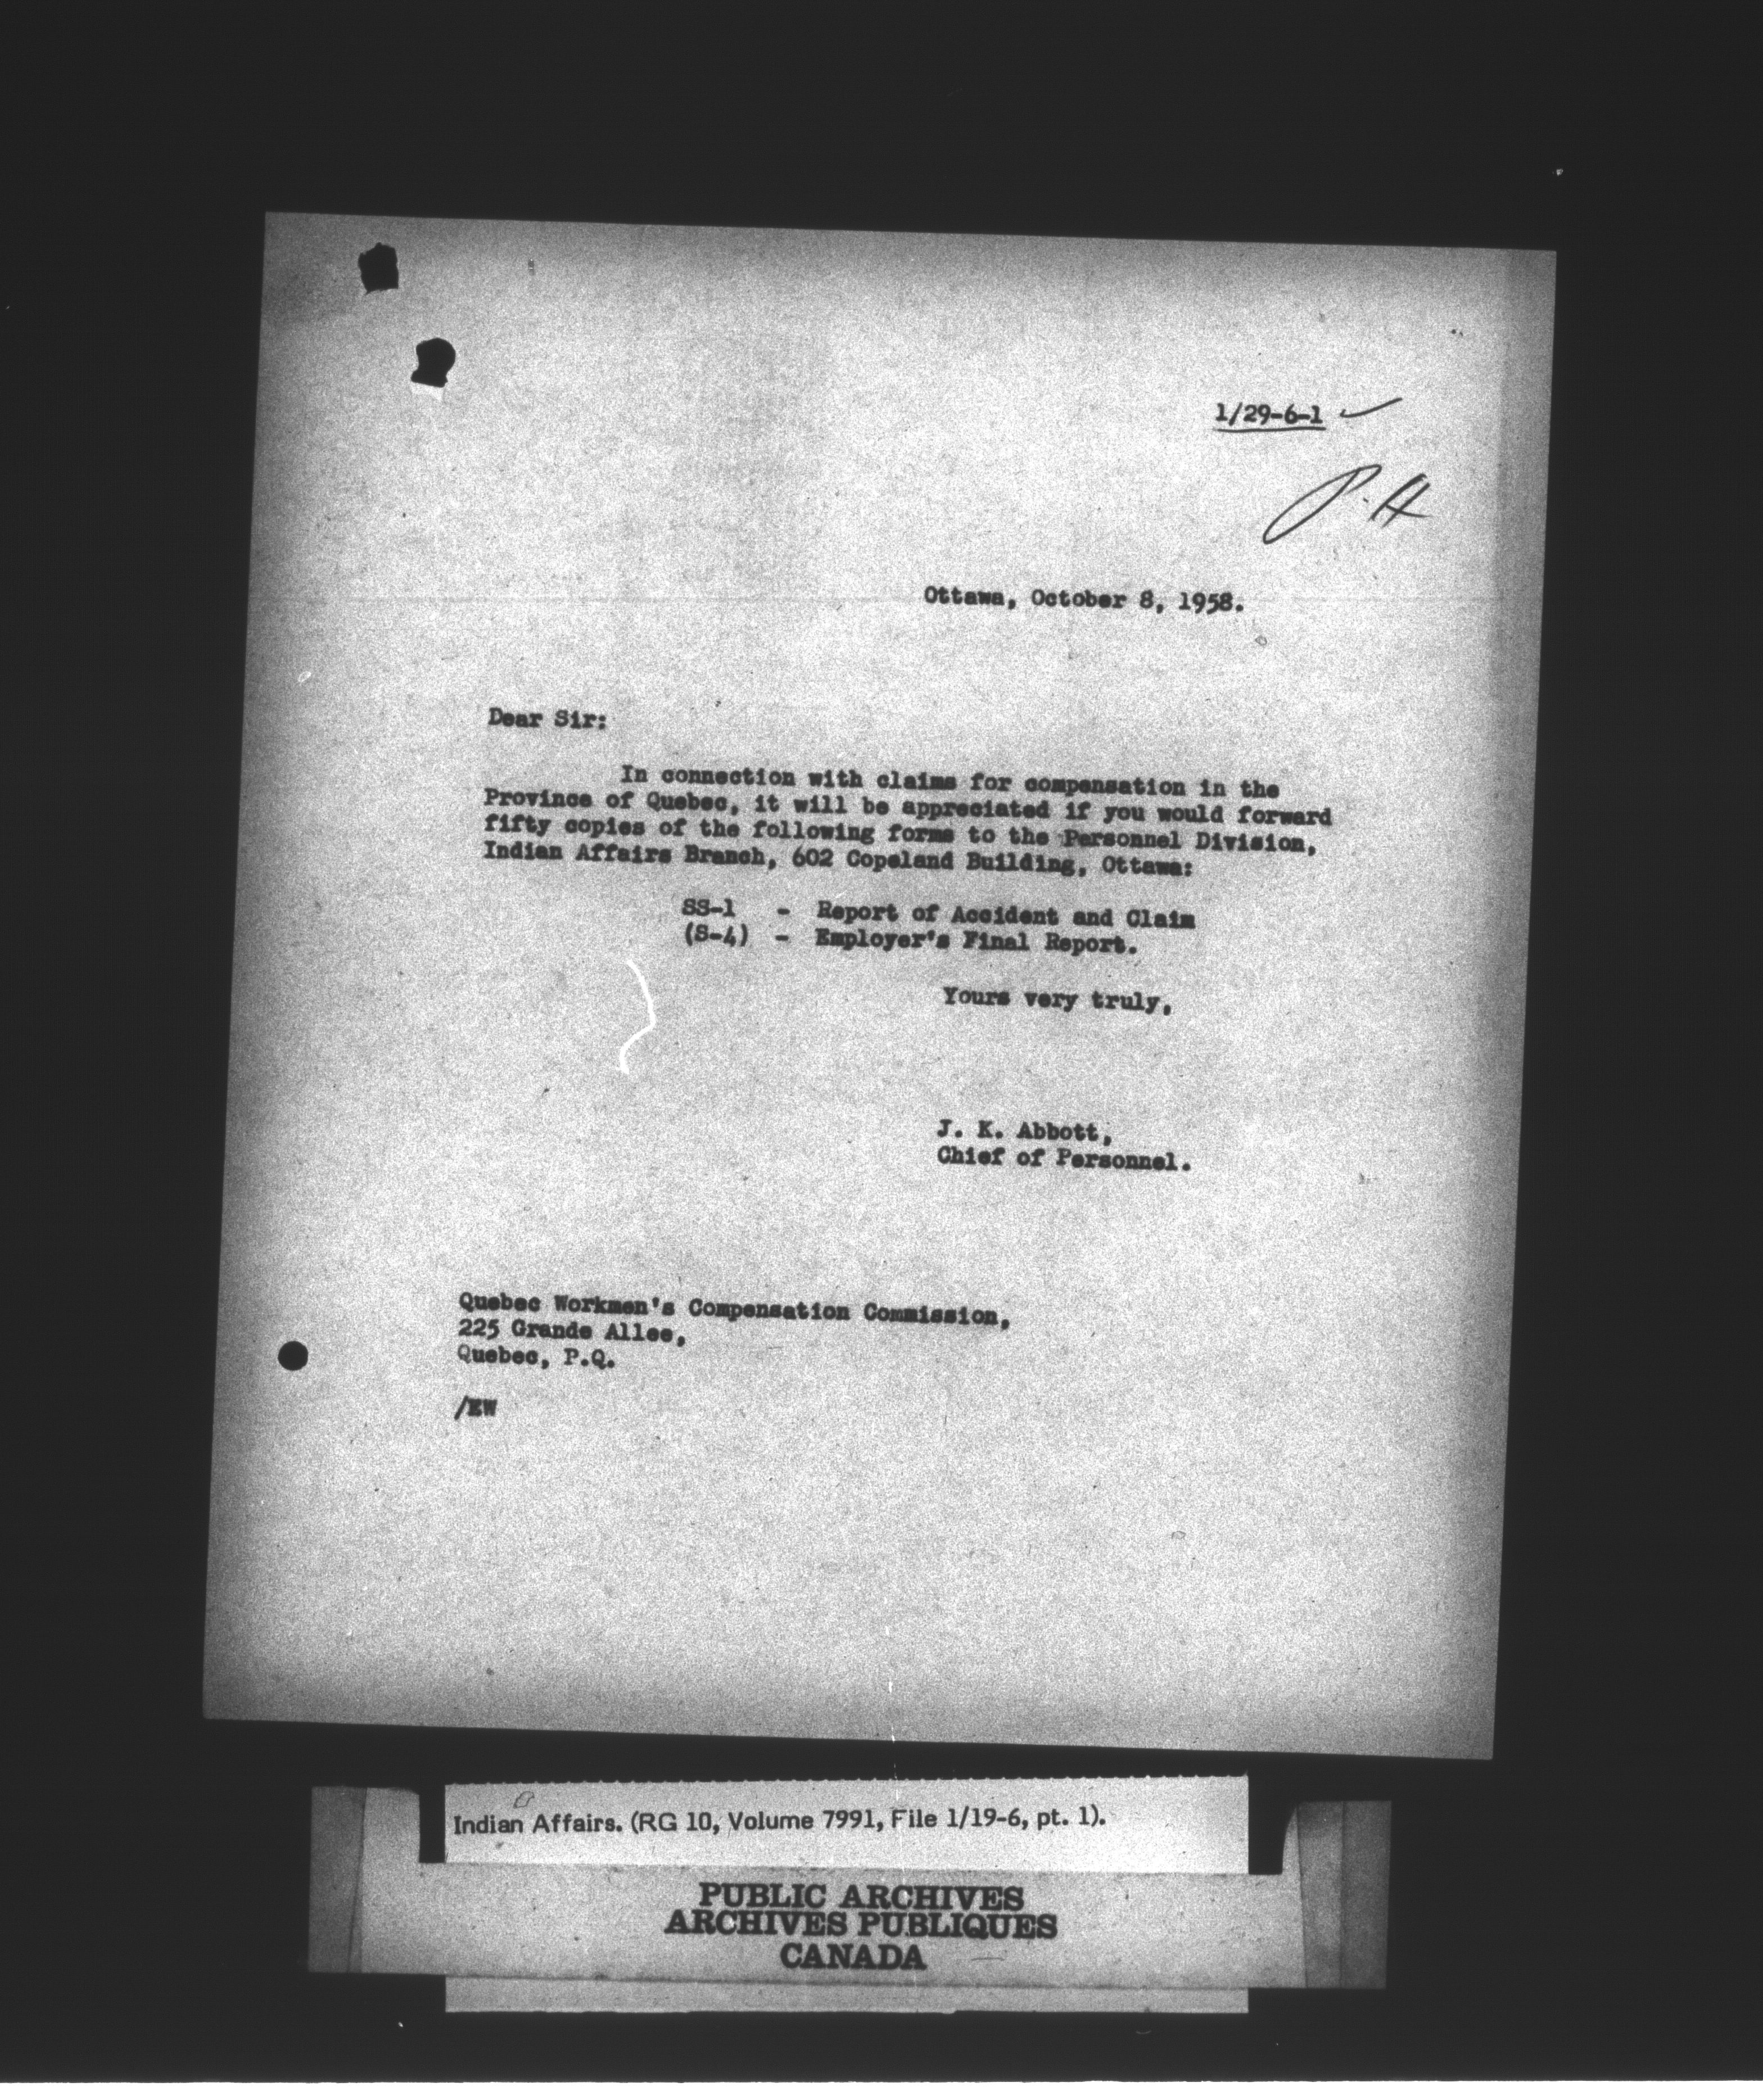 1/29-6-1
P.H
Ottawa, October 8, 1958.
Dear Sir:
In connection with claims for compensation in the
Province of Quebec, it will be appreciated if you would forward
fifty copies of the following forms to the Personnel Division,
Indian Affairs Branch, 602 Copeland Building, Ottawa:
SS-1 - Report of Accident and Claim
(S-4) - Employer's Final Report.
Yours very truly,
J. K. Abbott,
Chief of Personnel.
Quebec Workmen's Compensation Commission,
225 Grande Allee,
Quebec, P.Q.
/EW
Indian Affairs. (RG 10, Volume 7991, File 1/19-6, pt. 1).
PUBLIC ARCHIVES
ARCHIVES PUBLIQUES
CANADA